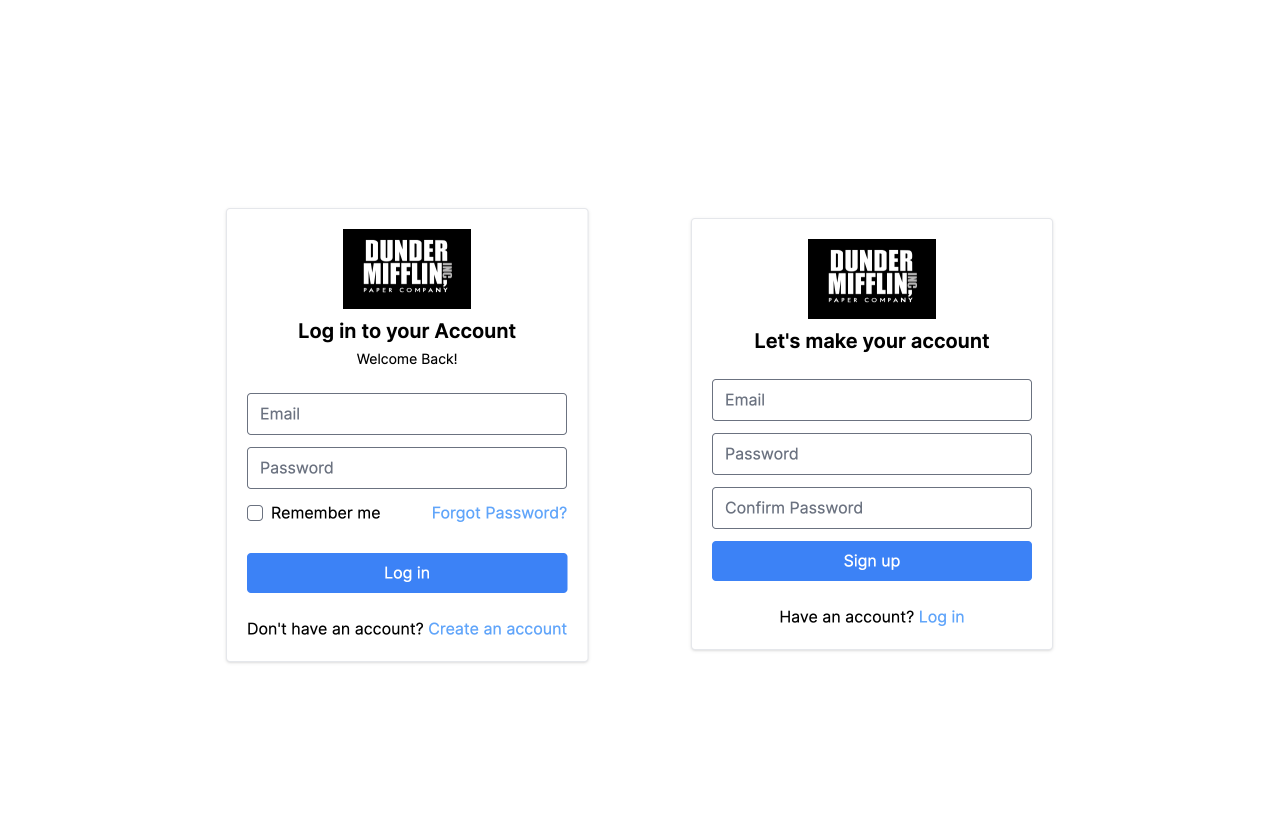 DUNDER
MIFFLIN, INC
PAPER COMPANY
Log in to your Account
Welcome Back!
Email
Password
Remember me
Forgot Password?
Log in
Don't have an account? Create an account
DUNDER
MIFFLIN, INC
PAPER COMPANY
Let's make your account
Email
Password
Confirm Password
Sign up
Have an account? Log in